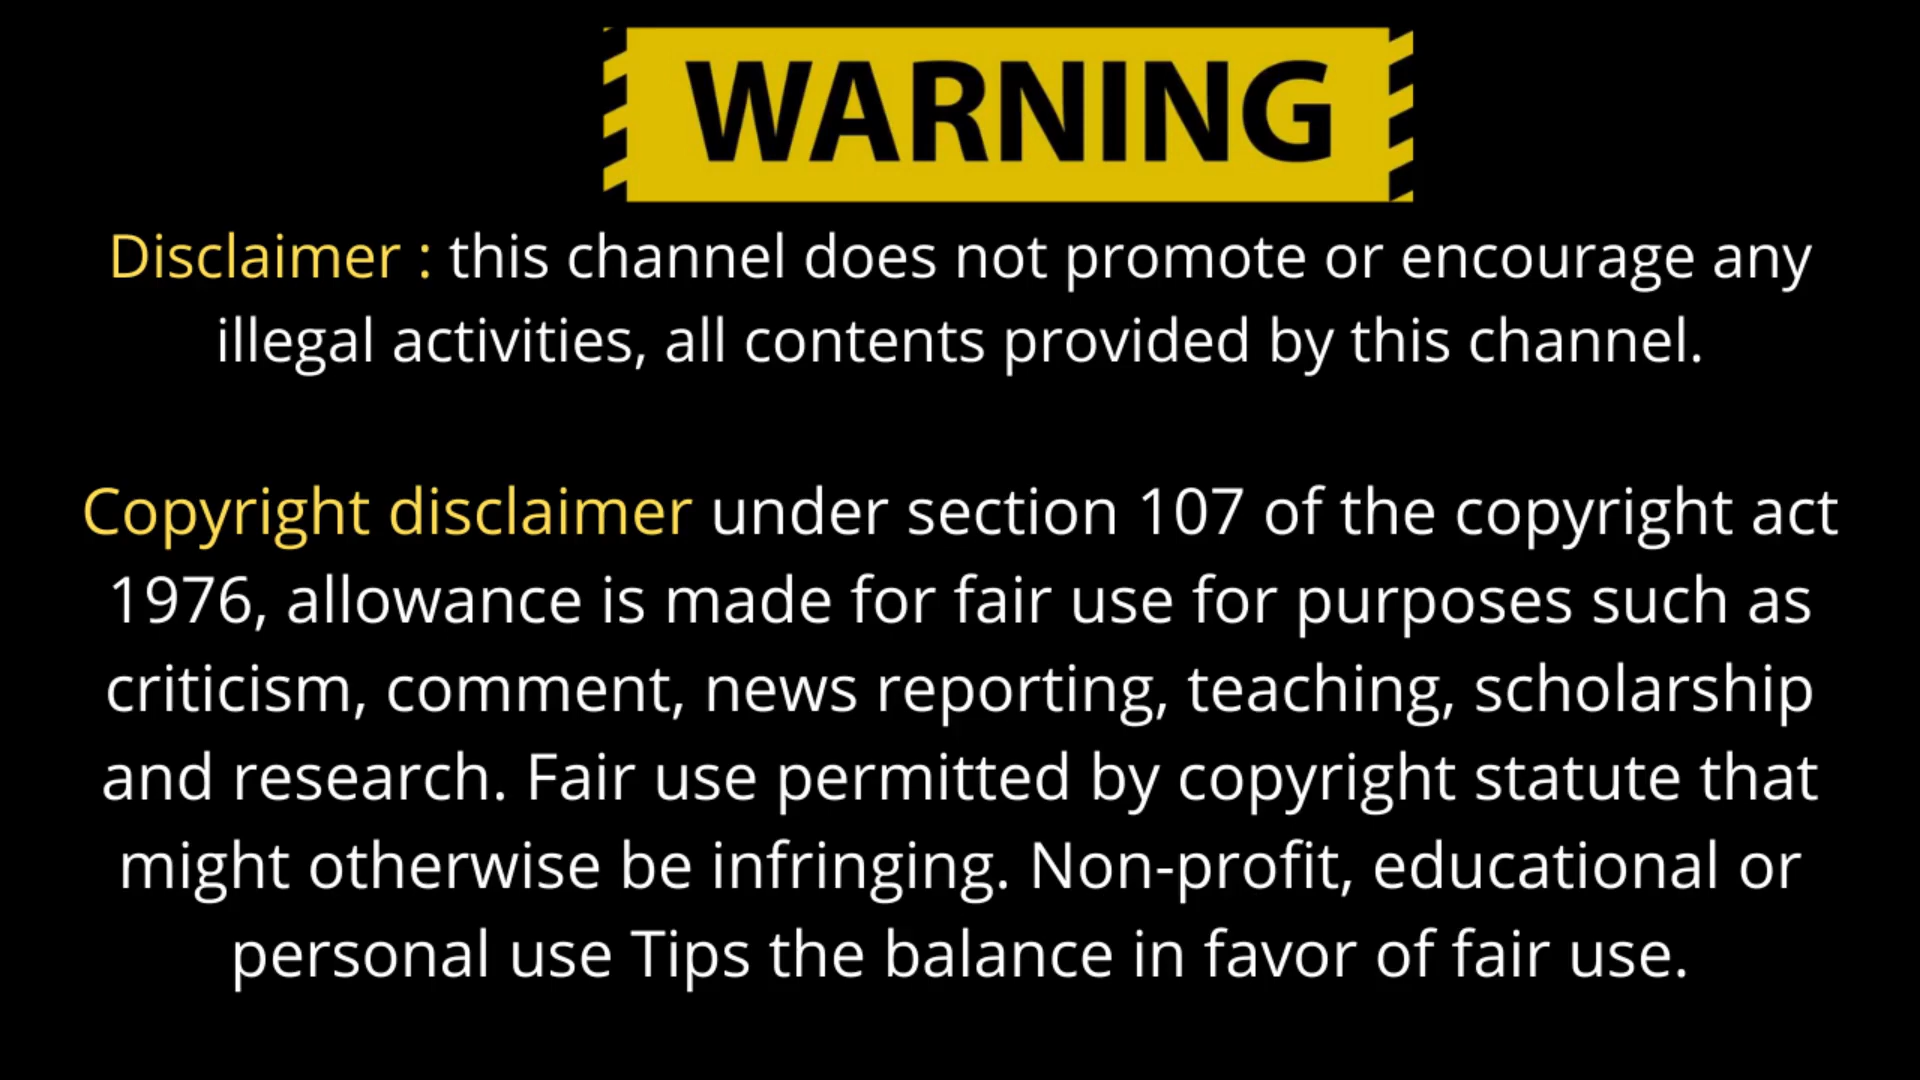 WARNING
Disclaimer : this channel does not promote or encourage any
illegal activities, all contents provided by this channel.
Copyright disclaimer under section 107 of the copyright act
1976, allowance is made for fair use for purposes such as
criticism, comment, news reporting, teaching, scholarship
and research. Fair use permitted by copyright statute that
might otherwise be infringing. Non-profit, educational or
personal use Tips the balance in favor of fair use.